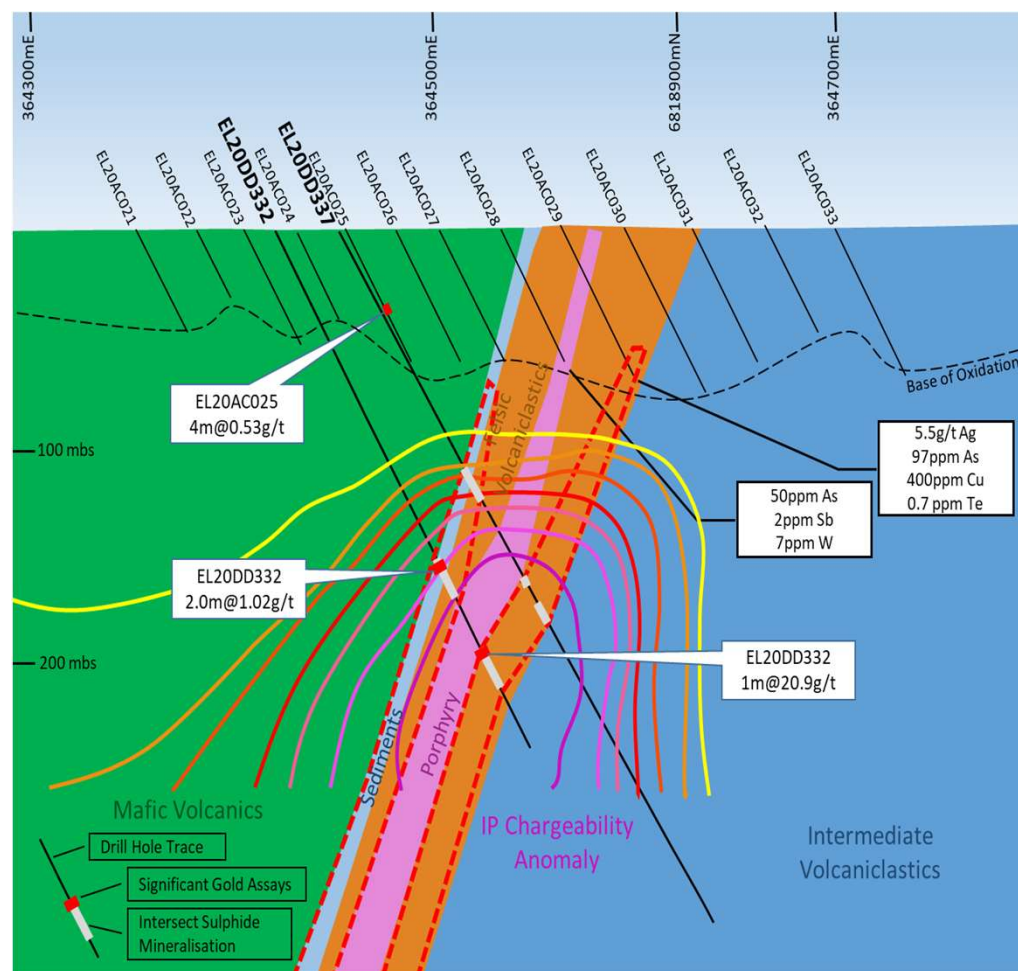 364300mE
364500mE
6818900mN
364700mE
EL20AC021
EL20AC022
EL20AC023
EL20DD332
EL20AC024
EL20DD337
EL20AC025
EL20AC026
EL20AC027
EL20AC028
EL20AC029
EL20AC030
EL20AC031
EL20AC032
EL20AC033
Base of Oxidation
EL20AC025
4m@0.53g/t
Felsic
Volcaniclastics
100 mbs
5.5g/t Ag
97ppm As
400ppm Cu
0.7 ppm Te
50ppm As
2ppm Sb
7ppm W
EL20DD332
2.0m@1.02g/t
200 mbs
EL20DD332
1m@20.9g/t
Sediments
Porphyry
Mafic Volcanics
IP Chargeability
Anomaly
Intermediate
Volcaniclastics
Drill Hole Trace
Significant Gold Assays
Intersect Sulphide
Mineralisation